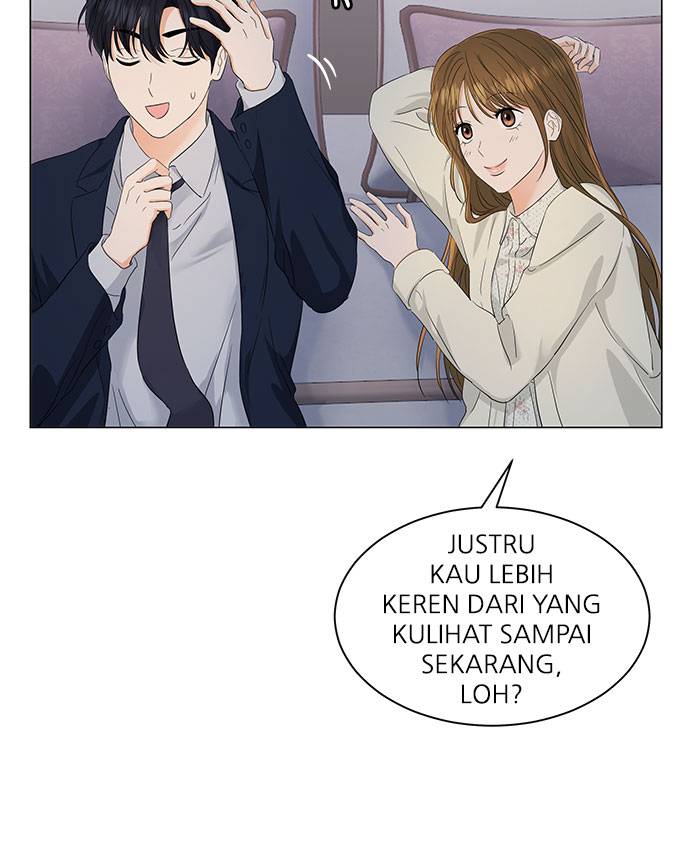 JUSTRU
KAU LEBIH
KEREN DARI YANG
KULIHAT SAMPAI
SEKARANG,
LOH?